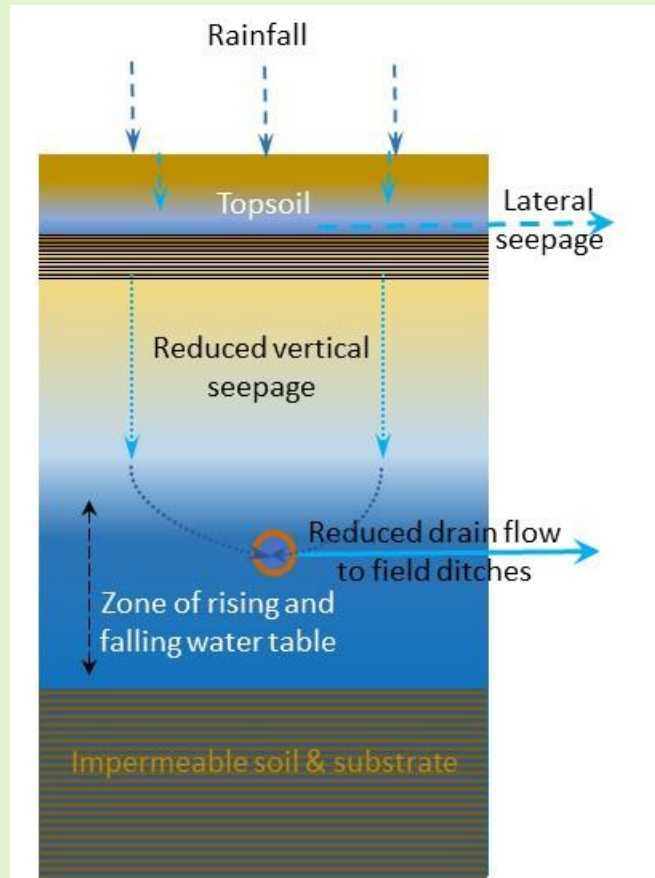 Rainfall
Topsoil
Lateral
seepage
Reduced vertical
seepage
Reduced drain flow
to field ditches
Zone of rising and
falling water table
Impermeable soil & substrate